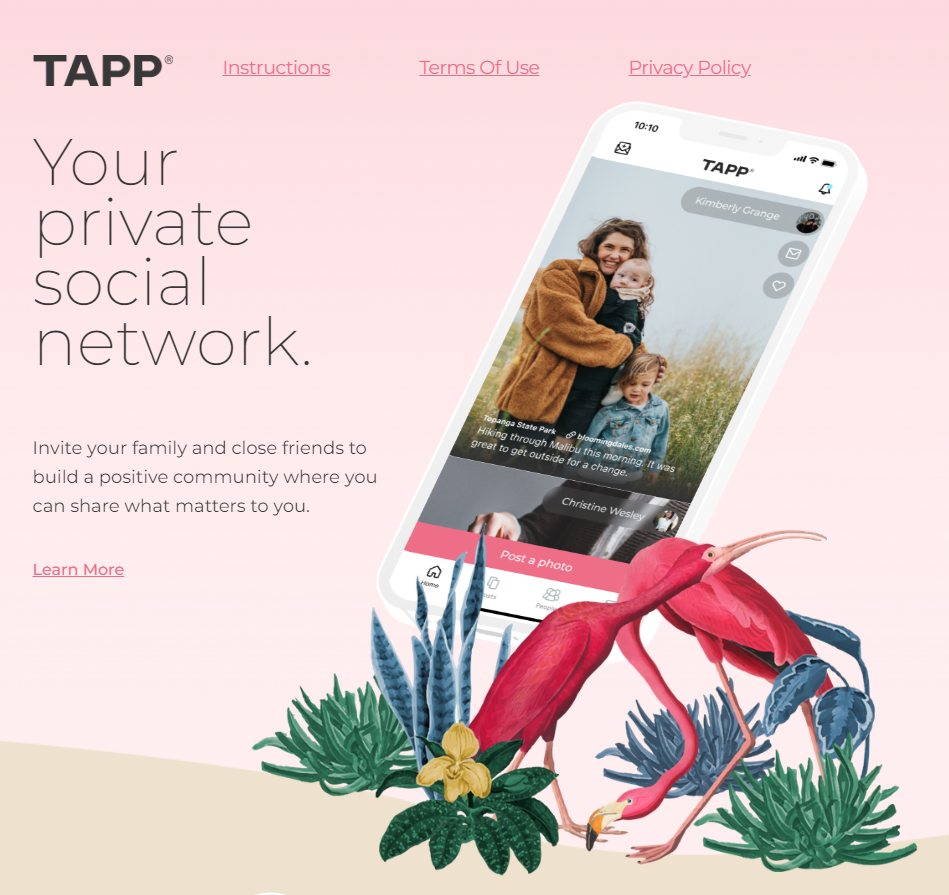 TAPP®
Instructions
Terms Of Use
Privacy Policy
Your
private
social
network.
Invite your family and close friends to
build a positive community where you
can share what matters to you.
Learn More
10:10
TAPP®
Kimberly Grange
Topanga State Park bloomingdales.com
Hiking through Malibu this morning. It was
great to get outside for a change.
Christine Wesley
Post a photo
Home